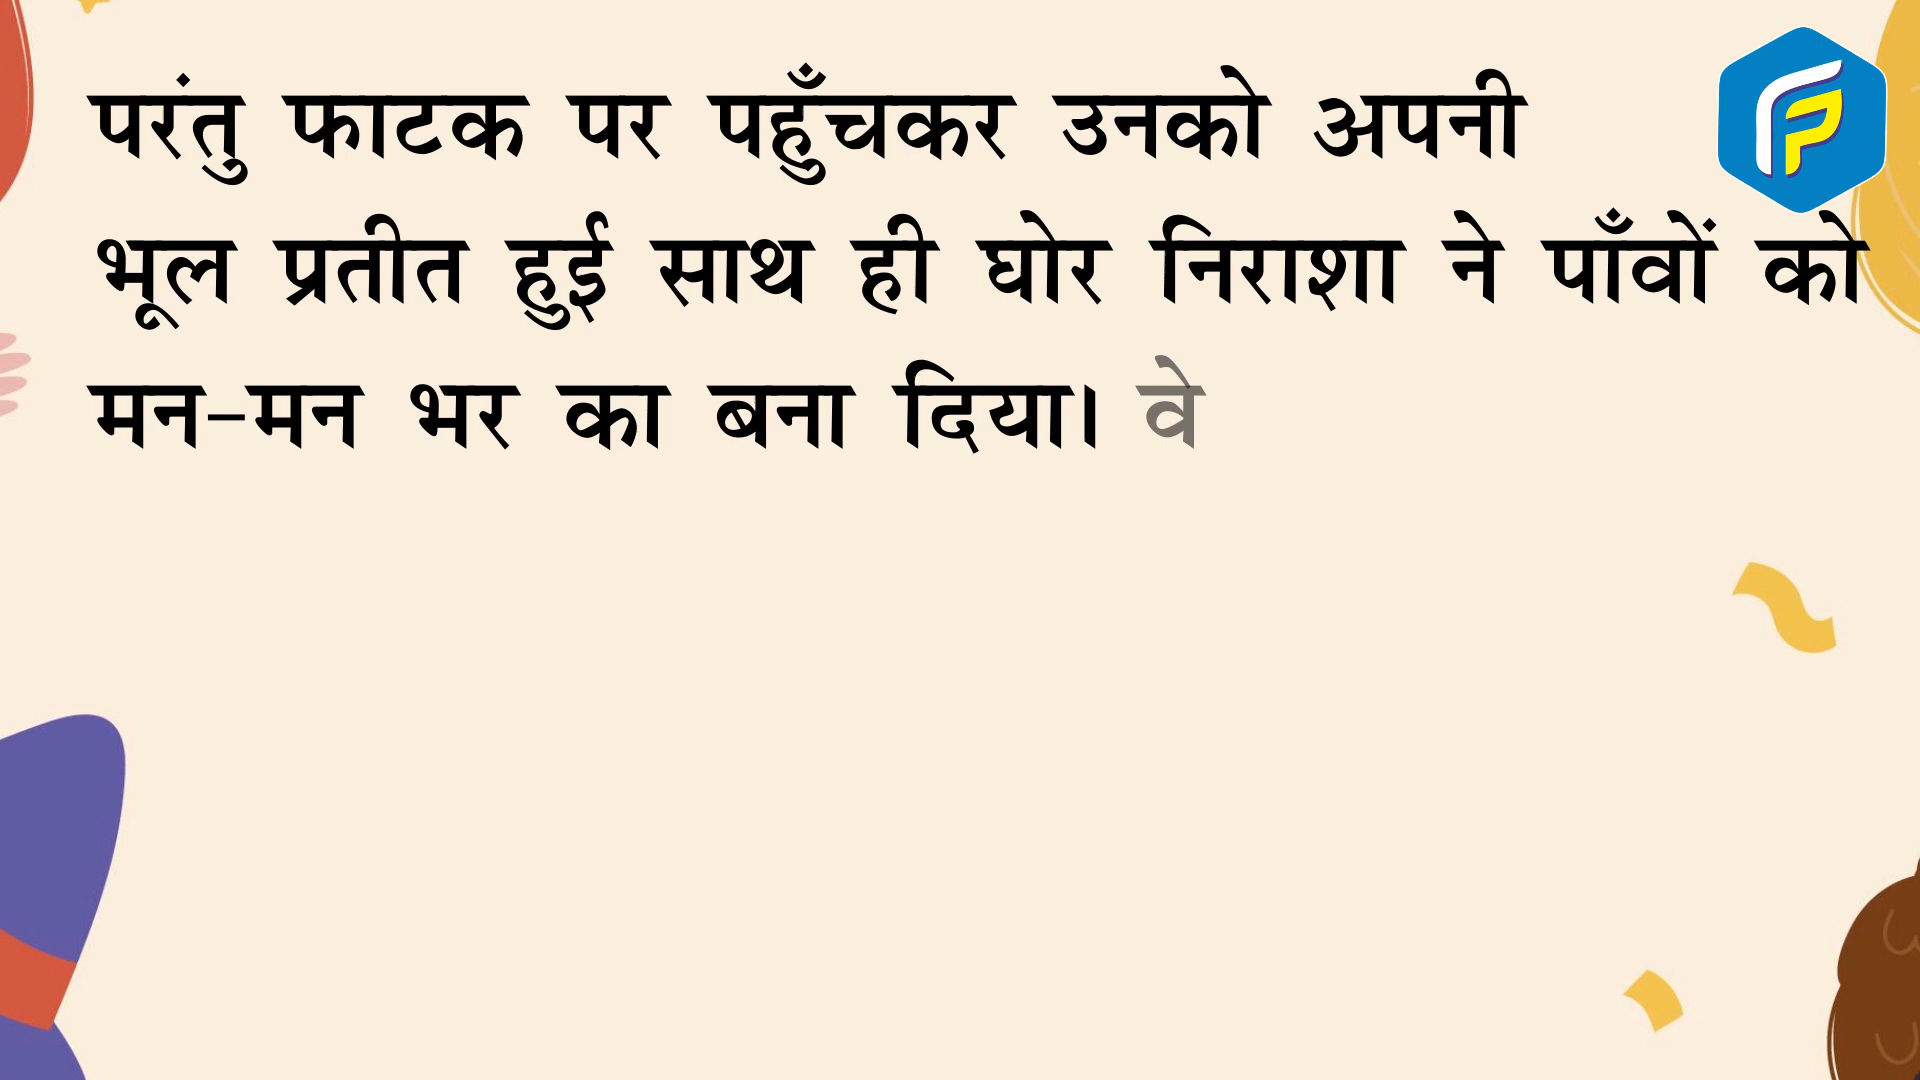 परंतु फाटक पर पहुँचकर उनको अपनी
भूल प्रतीत हुई साथ ही घोर निराशा ने पाँवों को
मन-मन भर का बना दिया। वे